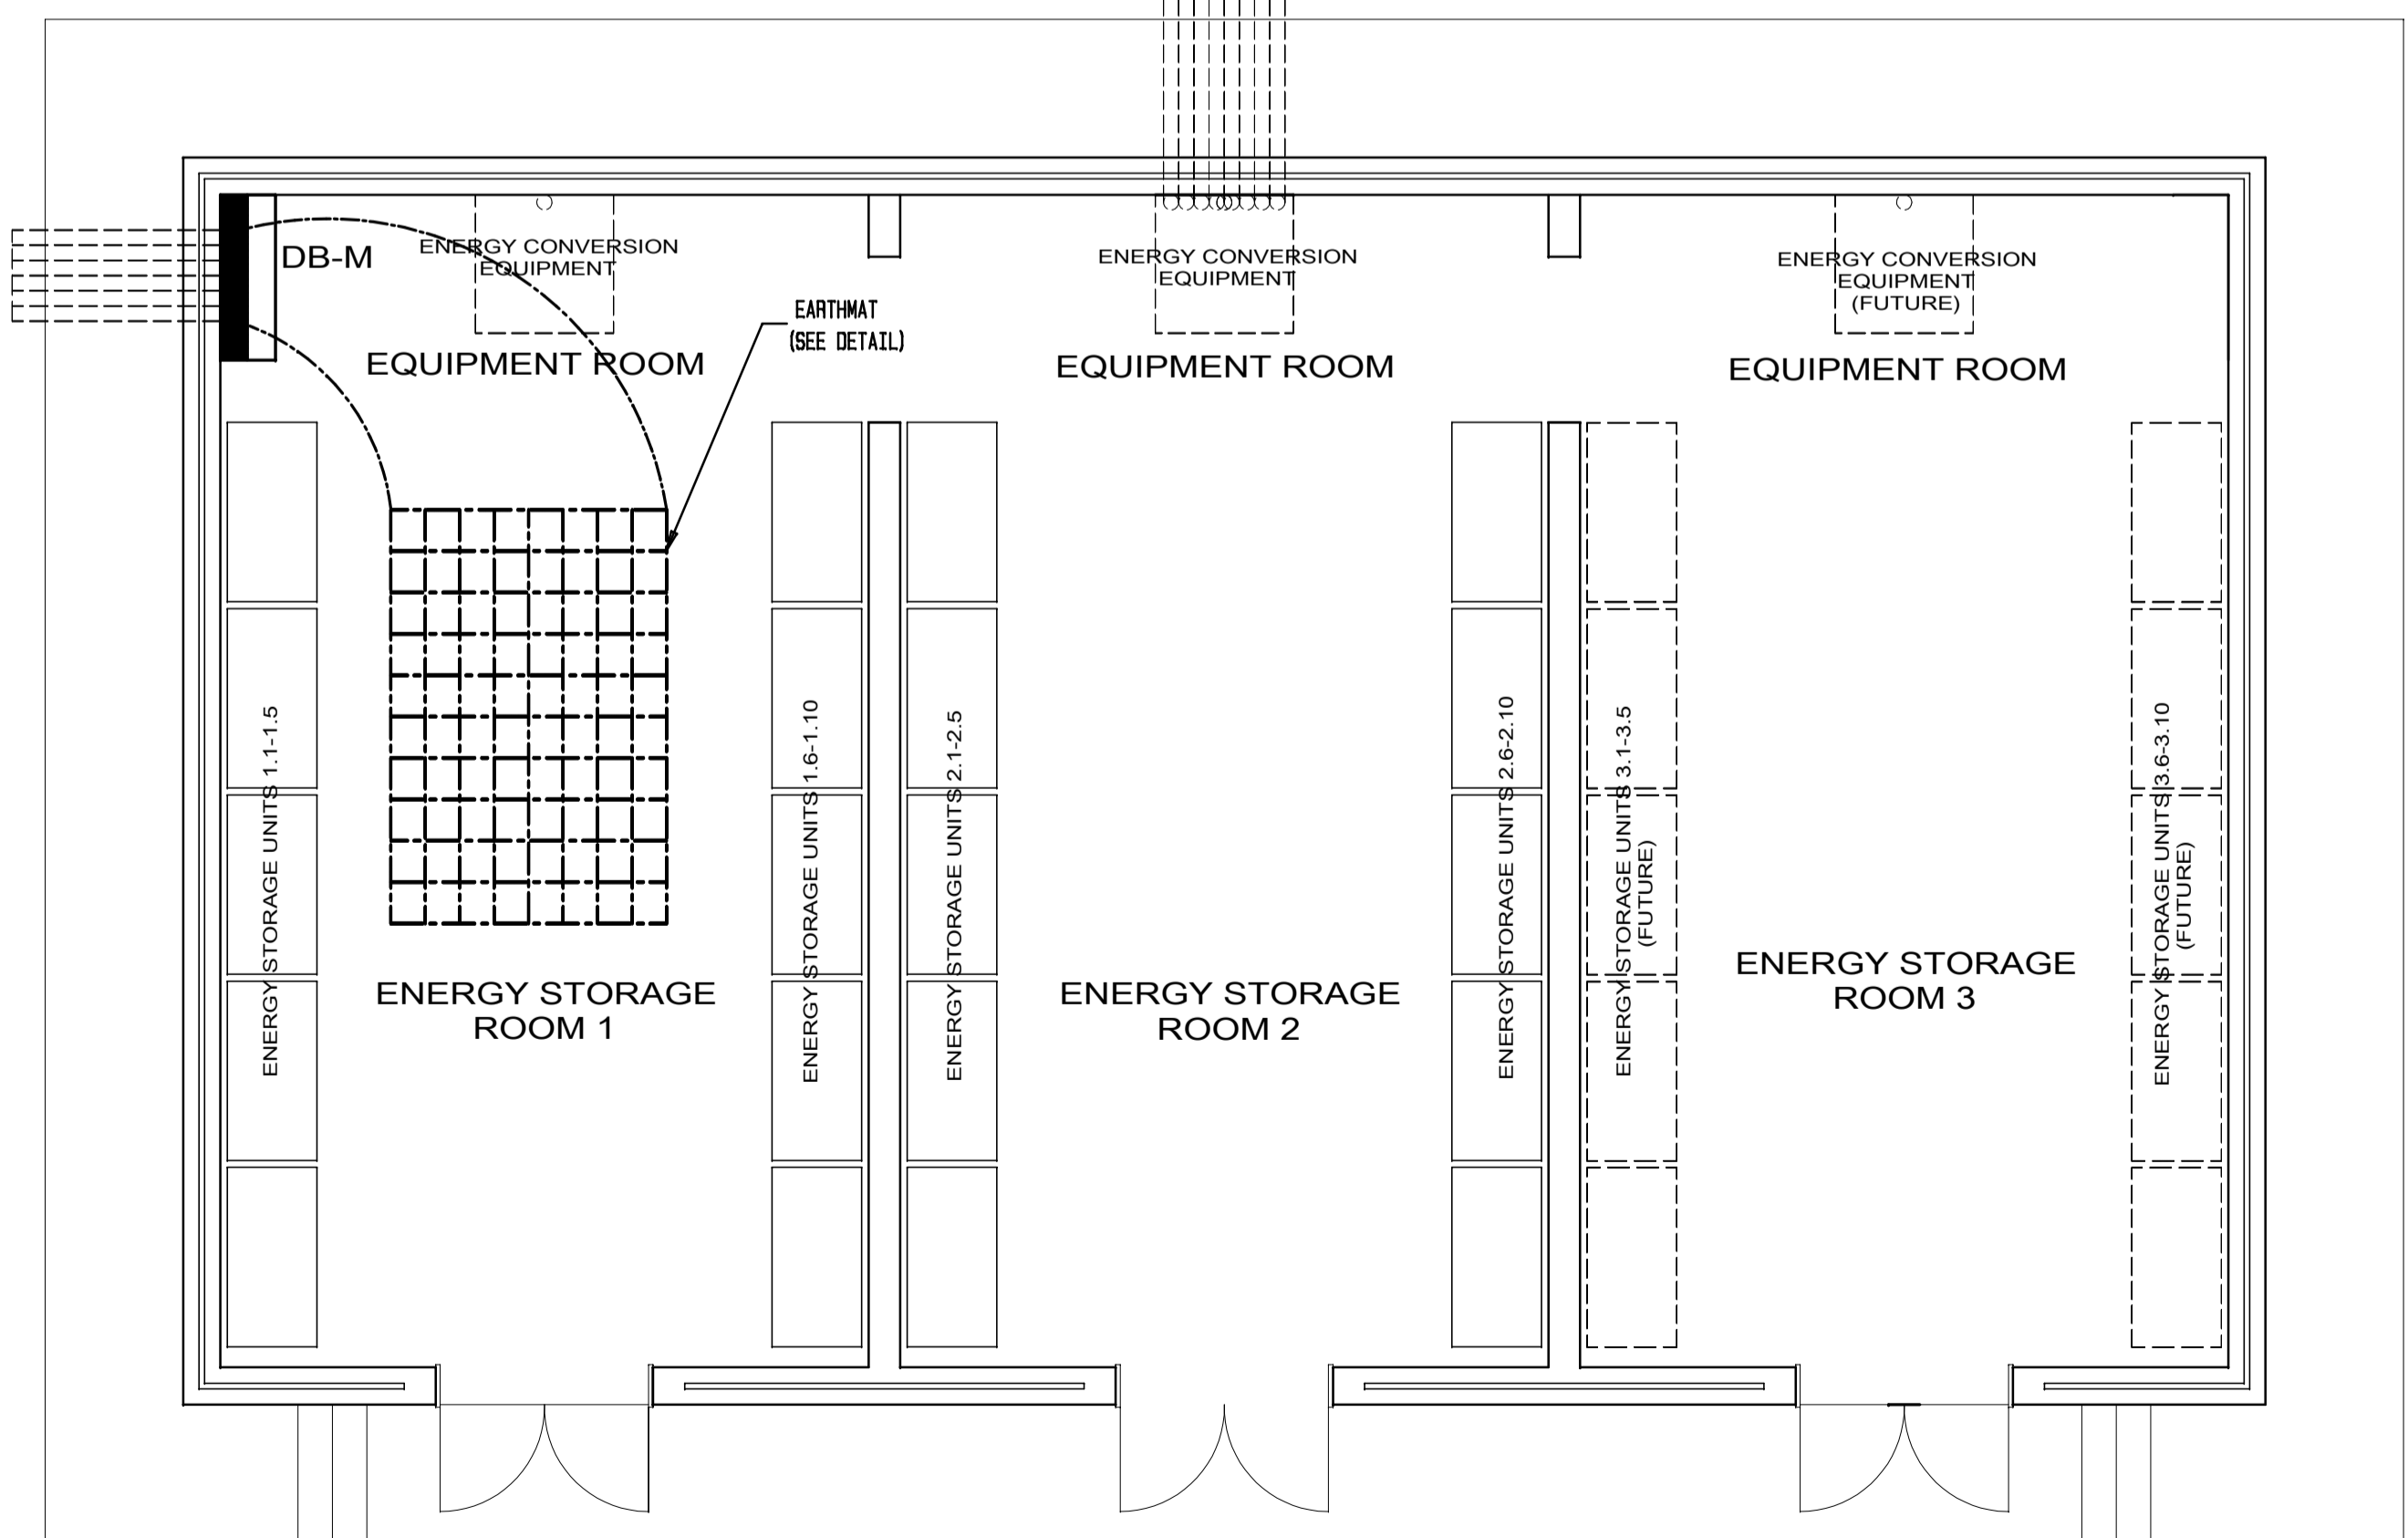 DB-M
ENERGY CONVERSION
EQUIPMENT
ENERGY CONVERSION
EQUIPMENT
ENERGY CONVERSION
EQUIPMENT
(FUTURE)
EARTHMAT
(SEE DETAIL)
EQUIPMENT ROOM
EQUIPMENT ROOM
EQUIPMENT ROOM
ENERGY STORAGE UNITS 1.1-1.5
ENERGY STORAGE UNITS 1.6-1.10
ENERGY STORAGE UNITS 2.1-2.5
ENERGY STORAGE UNITS 2.6-2.10
ENERGY STORAGE UNITS 3.1-3.5
(FUTURE)
ENERGY STORAGE UNITS 3.6-3.10
(FUTURE)
ENERGY STORAGE
ROOM 1
ENERGY STORAGE
ROOM 2
ENERGY STORAGE
ROOM 3